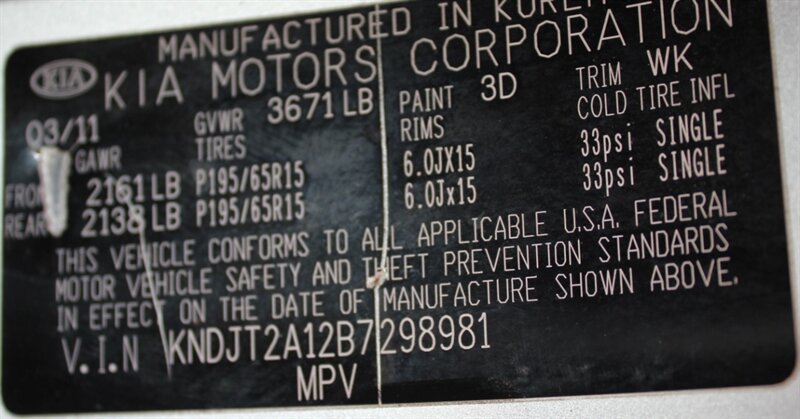 MANUFACTURED IN KOREA
KIA KIA MOTORS CORPORATION
03/11 GVWR 3671 LB PAINT 3D TRIM WK
GAWR TIRES RIMS COLD TIRE INFL
FRONT 2161 LB P195/65R15 6.0JX15 33psi SINGLE
REAR 2138 LB P195/65R15 6.0Jx15 33psi SINGLE
THIS VEHICLE CONFORMS TO ALL APPLICABLE U.S.A. FEDERAL
MOTOR VEHICLE SAFETY AND THEFT PREVENTION STANDARDS
IN EFFECT ON THE DATE OF MANUFACTURE SHOWN ABOVE.
V.I.N KNDJT2A12B7298981
MPV